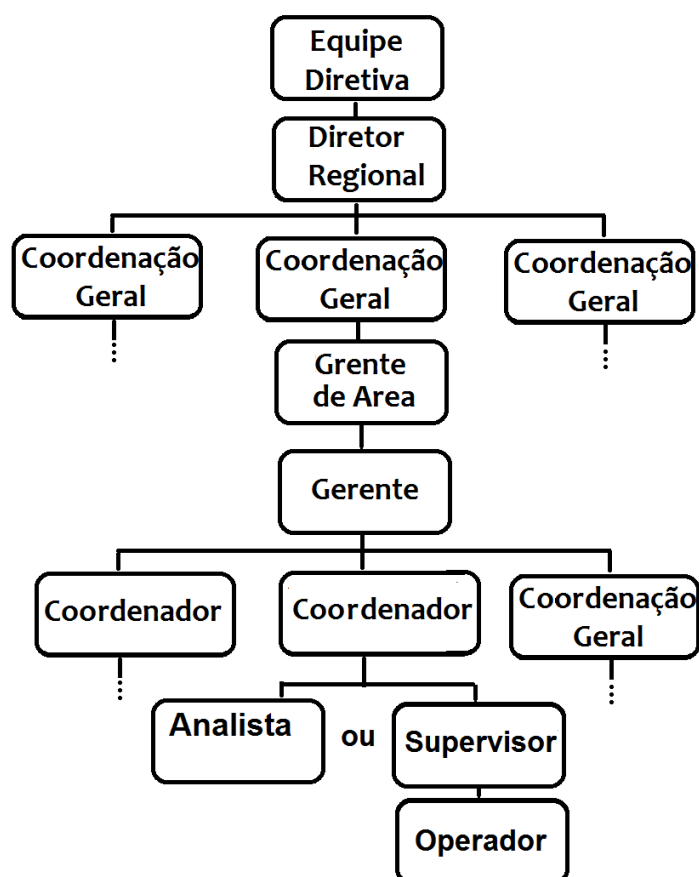 Equipe
Diretiva
Diretor
Regional
Coordenação
Geral
Coordenação
Geral
Coordenação
Geral
Grente
de Area
Gerente
Coordenador
Coordenador
Coordenação
Geral
Analista
ou
Supervisor
Operador